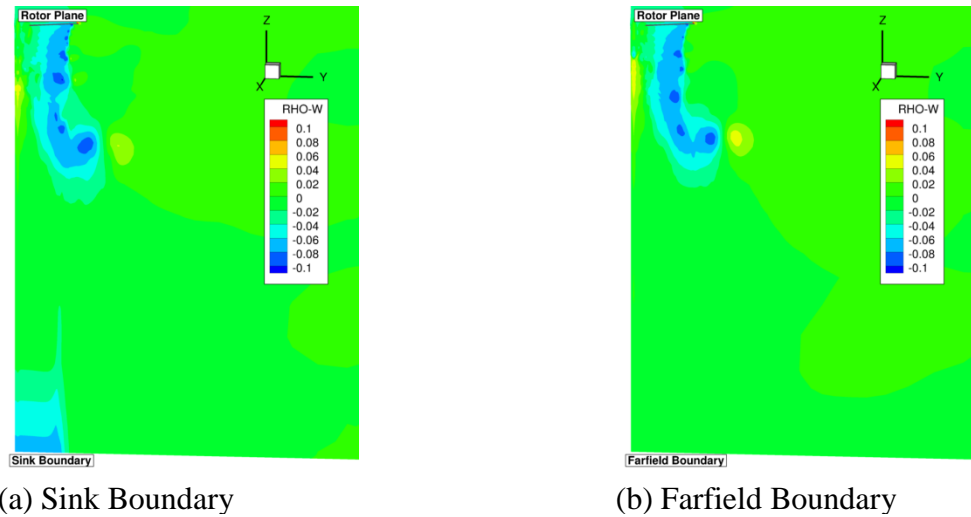 Rotor Plane
Z
Y
X
RHO-W
0.1
0.08
0.06
0.04
0.02
0
-0.02
-0.04
-0.06
-0.08
-0.1
Sink Boundary
(a) Sink Boundary
Rotor Plane
Z
Y
X
RHO-W
0.1
0.08
0.06
0.04
0.02
0
-0.02
-0.04
-0.06
-0.08
-0.1
Farfield Boundary
(b) Farfield Boundary